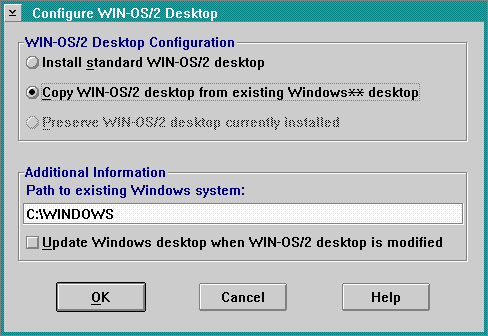 Configure WIN-OS/2 Desktop
WIN-OS/2 Desktop Configuration
Install standard WIN-OS/2 desktop
Copy WIN-OS/2 desktop from existing Windows** desktop
Preserve WIN-OS/2 desktop currently installed
Additional Information
Path to existing Windows system:
C:\WINDOWS
Update Windows desktop when WIN-OS/2 desktop is modified
OK Cancel Help